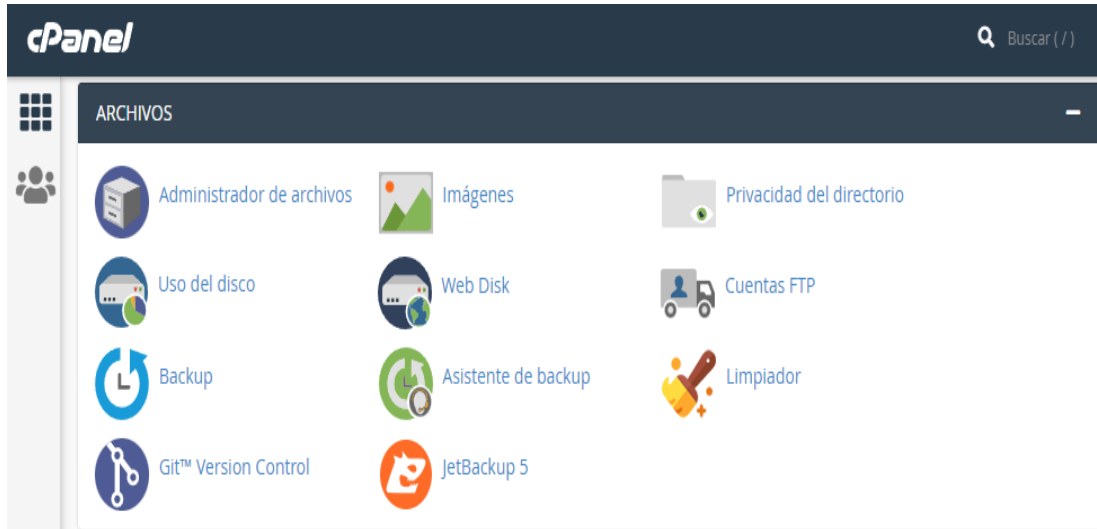 cPanel
Buscar ( / )
ARCHIVOS
Administrador de archivos
Imágenes
Privacidad del directorio
Uso del disco
Web Disk
Cuentas FTP
Backup
Asistente de backup
Limpiador
Git™ Version Control
JetBackup 5